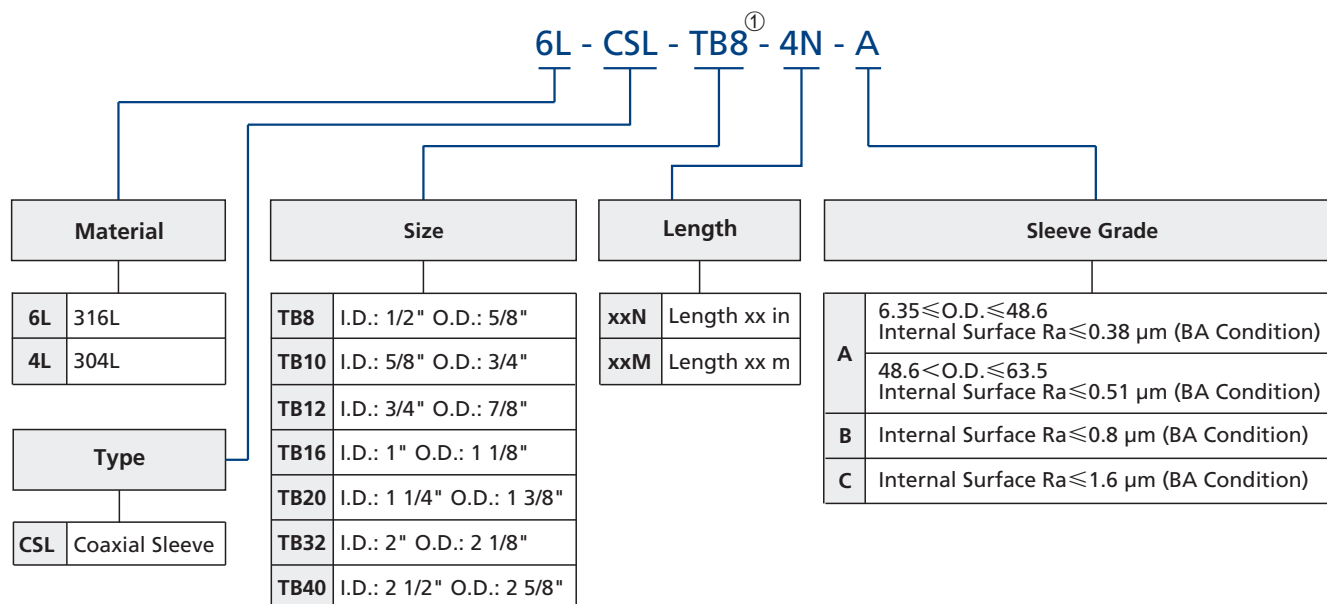 6L - CSL - TB8① - 4N - A
Material
6L 316L
4L 304L
Type
CSL Coaxial Sleeve
Size
TB8 I.D.: 1/2" O.D.: 5/8"
TB10 I.D.: 5/8" O.D.: 3/4"
TB12 I.D.: 3/4" O.D.: 7/8"
TB16 I.D.: 1" O.D.: 1 1/8"
TB20 I.D.: 1 1/4" O.D.: 1 3/8"
TB32 I.D.: 2" O.D.: 2 1/8"
TB40 I.D.: 2 1/2" O.D.: 2 5/8"
Length
xxN Length xx in
xxM Length xx m
Sleeve Grade
A
6.35≤O.D.≤48.6
Internal Surface Ra≤0.38 μm (BA Condition)
48.6<O.D.≤63.5
Internal Surface Ra≤0.51 μm (BA Condition)
B Internal Surface Ra≤0.8 μm (BA Condition)
C Internal Surface Ra≤1.6 μm (BA Condition)